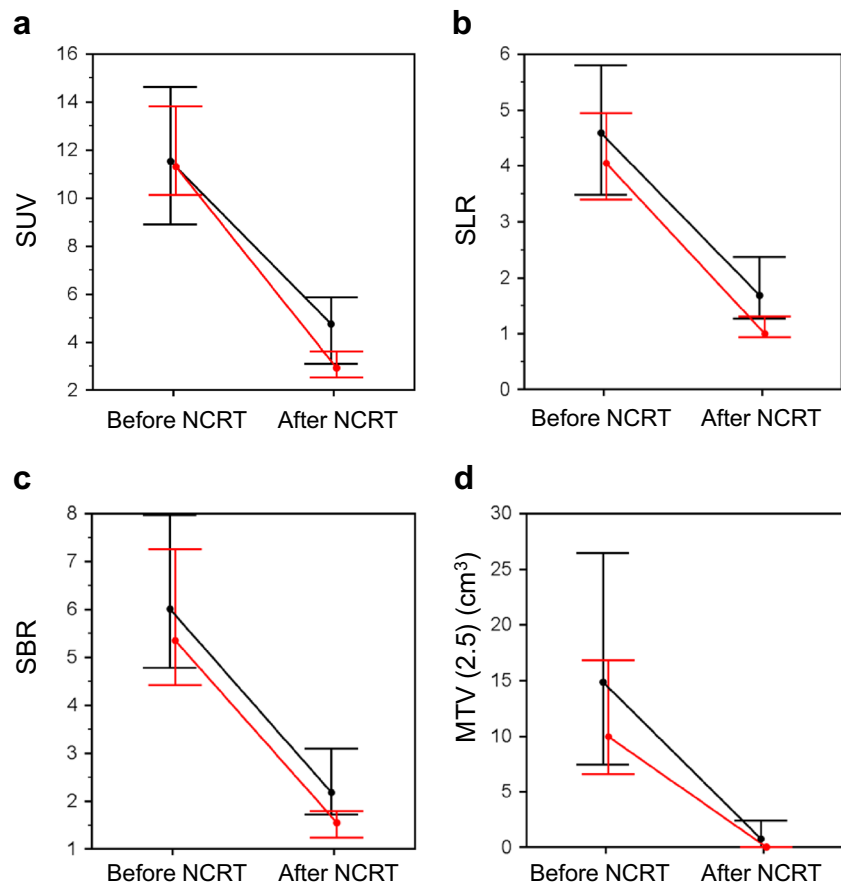 a
16
14
12
10
8
6
4
2
SUV
Before NCRT After NCRT
b
6
5
4
3
2
1
0
SLR
Before NCRT After NCRT
c
8
7
6
5
4
3
2
1
SBR
Before NCRT After NCRT
d
30
25
20
15
10
5
0
MTV (2.5) (cm³)
Before NCRT After NCRT